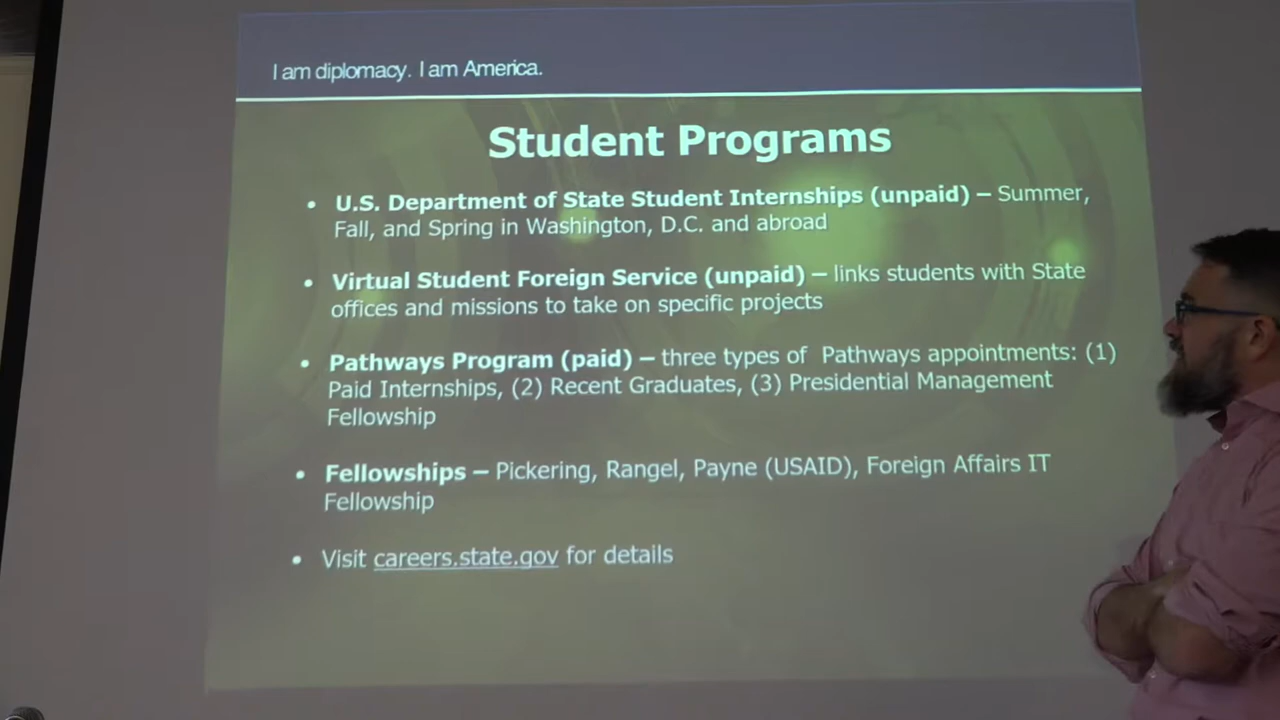 I am diplomacy. I am America.
Student Programs
• U.S. Department of State Student Internships (unpaid) – Summer,
Fall, and Spring in Washington, D.C. and abroad
• Virtual Student Foreign Service (unpaid) – links students with State
offices and missions to take on specific projects
• Pathways Program (paid) – three types of Pathways appointments: (1)
Paid Internships, (2) Recent Graduates, (3) Presidential Management
Fellowship
• Fellowships – Pickering, Rangel, Payne (USAID), Foreign Affairs IT
Fellowship
• Visit careers.state.gov for details